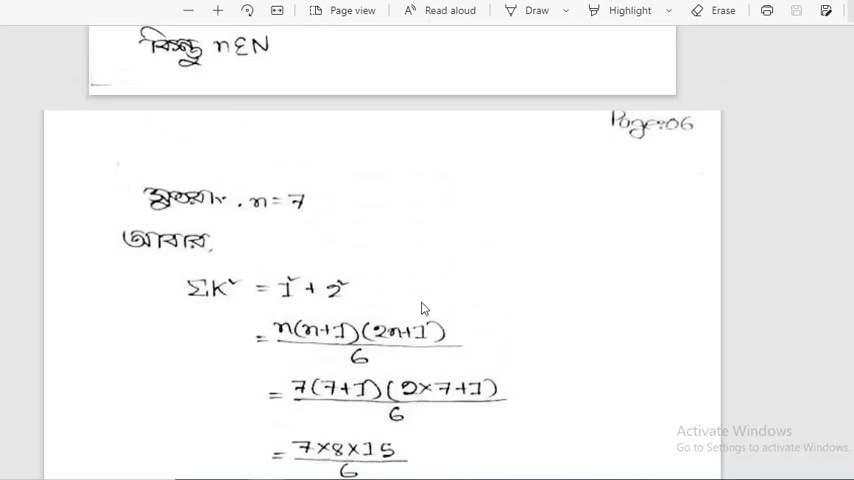 Page view
Read aloud
Draw
Highlight
Erase
কিন্তু n∈N
Page:06
সুতরাং, n = 7
আবার,
ΣK² = 1² + 2²
= n(n+1)(2n+1)
6
= 7(7+1)(2×7+1)
6
= 7×8×15
6
Activate Windows
Go to Settings to activate Windows.